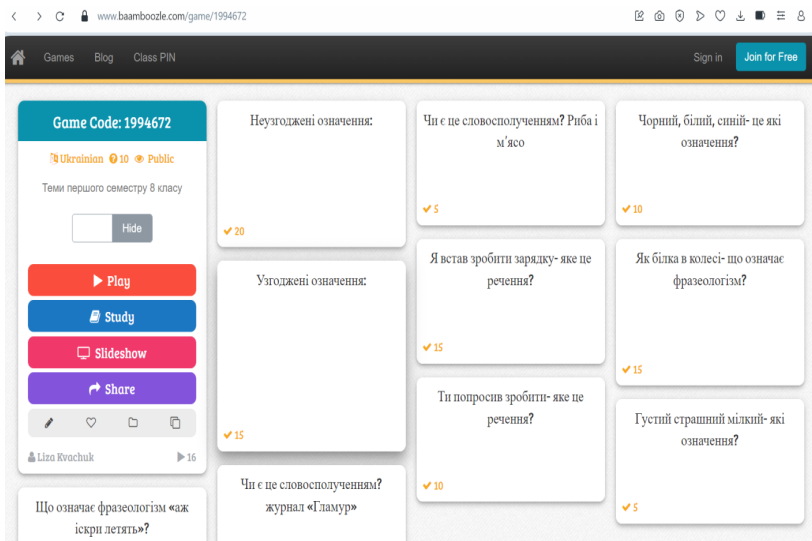 www.baamboozle.com/game/1994672
Games Blog Class PIN
Sign in Join for Free
Game Code: 1994672
Ukrainian 10 Public
Теми першого семестру 8 класу
Hide
Play
Study
Slideshow
Share
Liza Kvachuk 16
Що означає фразеологізм «аж
іскри летять»?
Неузгоджені означення:
20
Узгоджені означення:
15
Чи є це словосполученням?
журнал «Гламур»
Чи є це словосполученням? Риба і
м'ясо
5
Я встав зробити зарядку- яке це
речення?
15
Ти попросив зробити- яке це
речення?
10
Чорний, білий, синій- це які
означення?
10
Як білка в колесі- що означає
фразеологізм?
15
Густий страшний мілкий- які
означення?
5